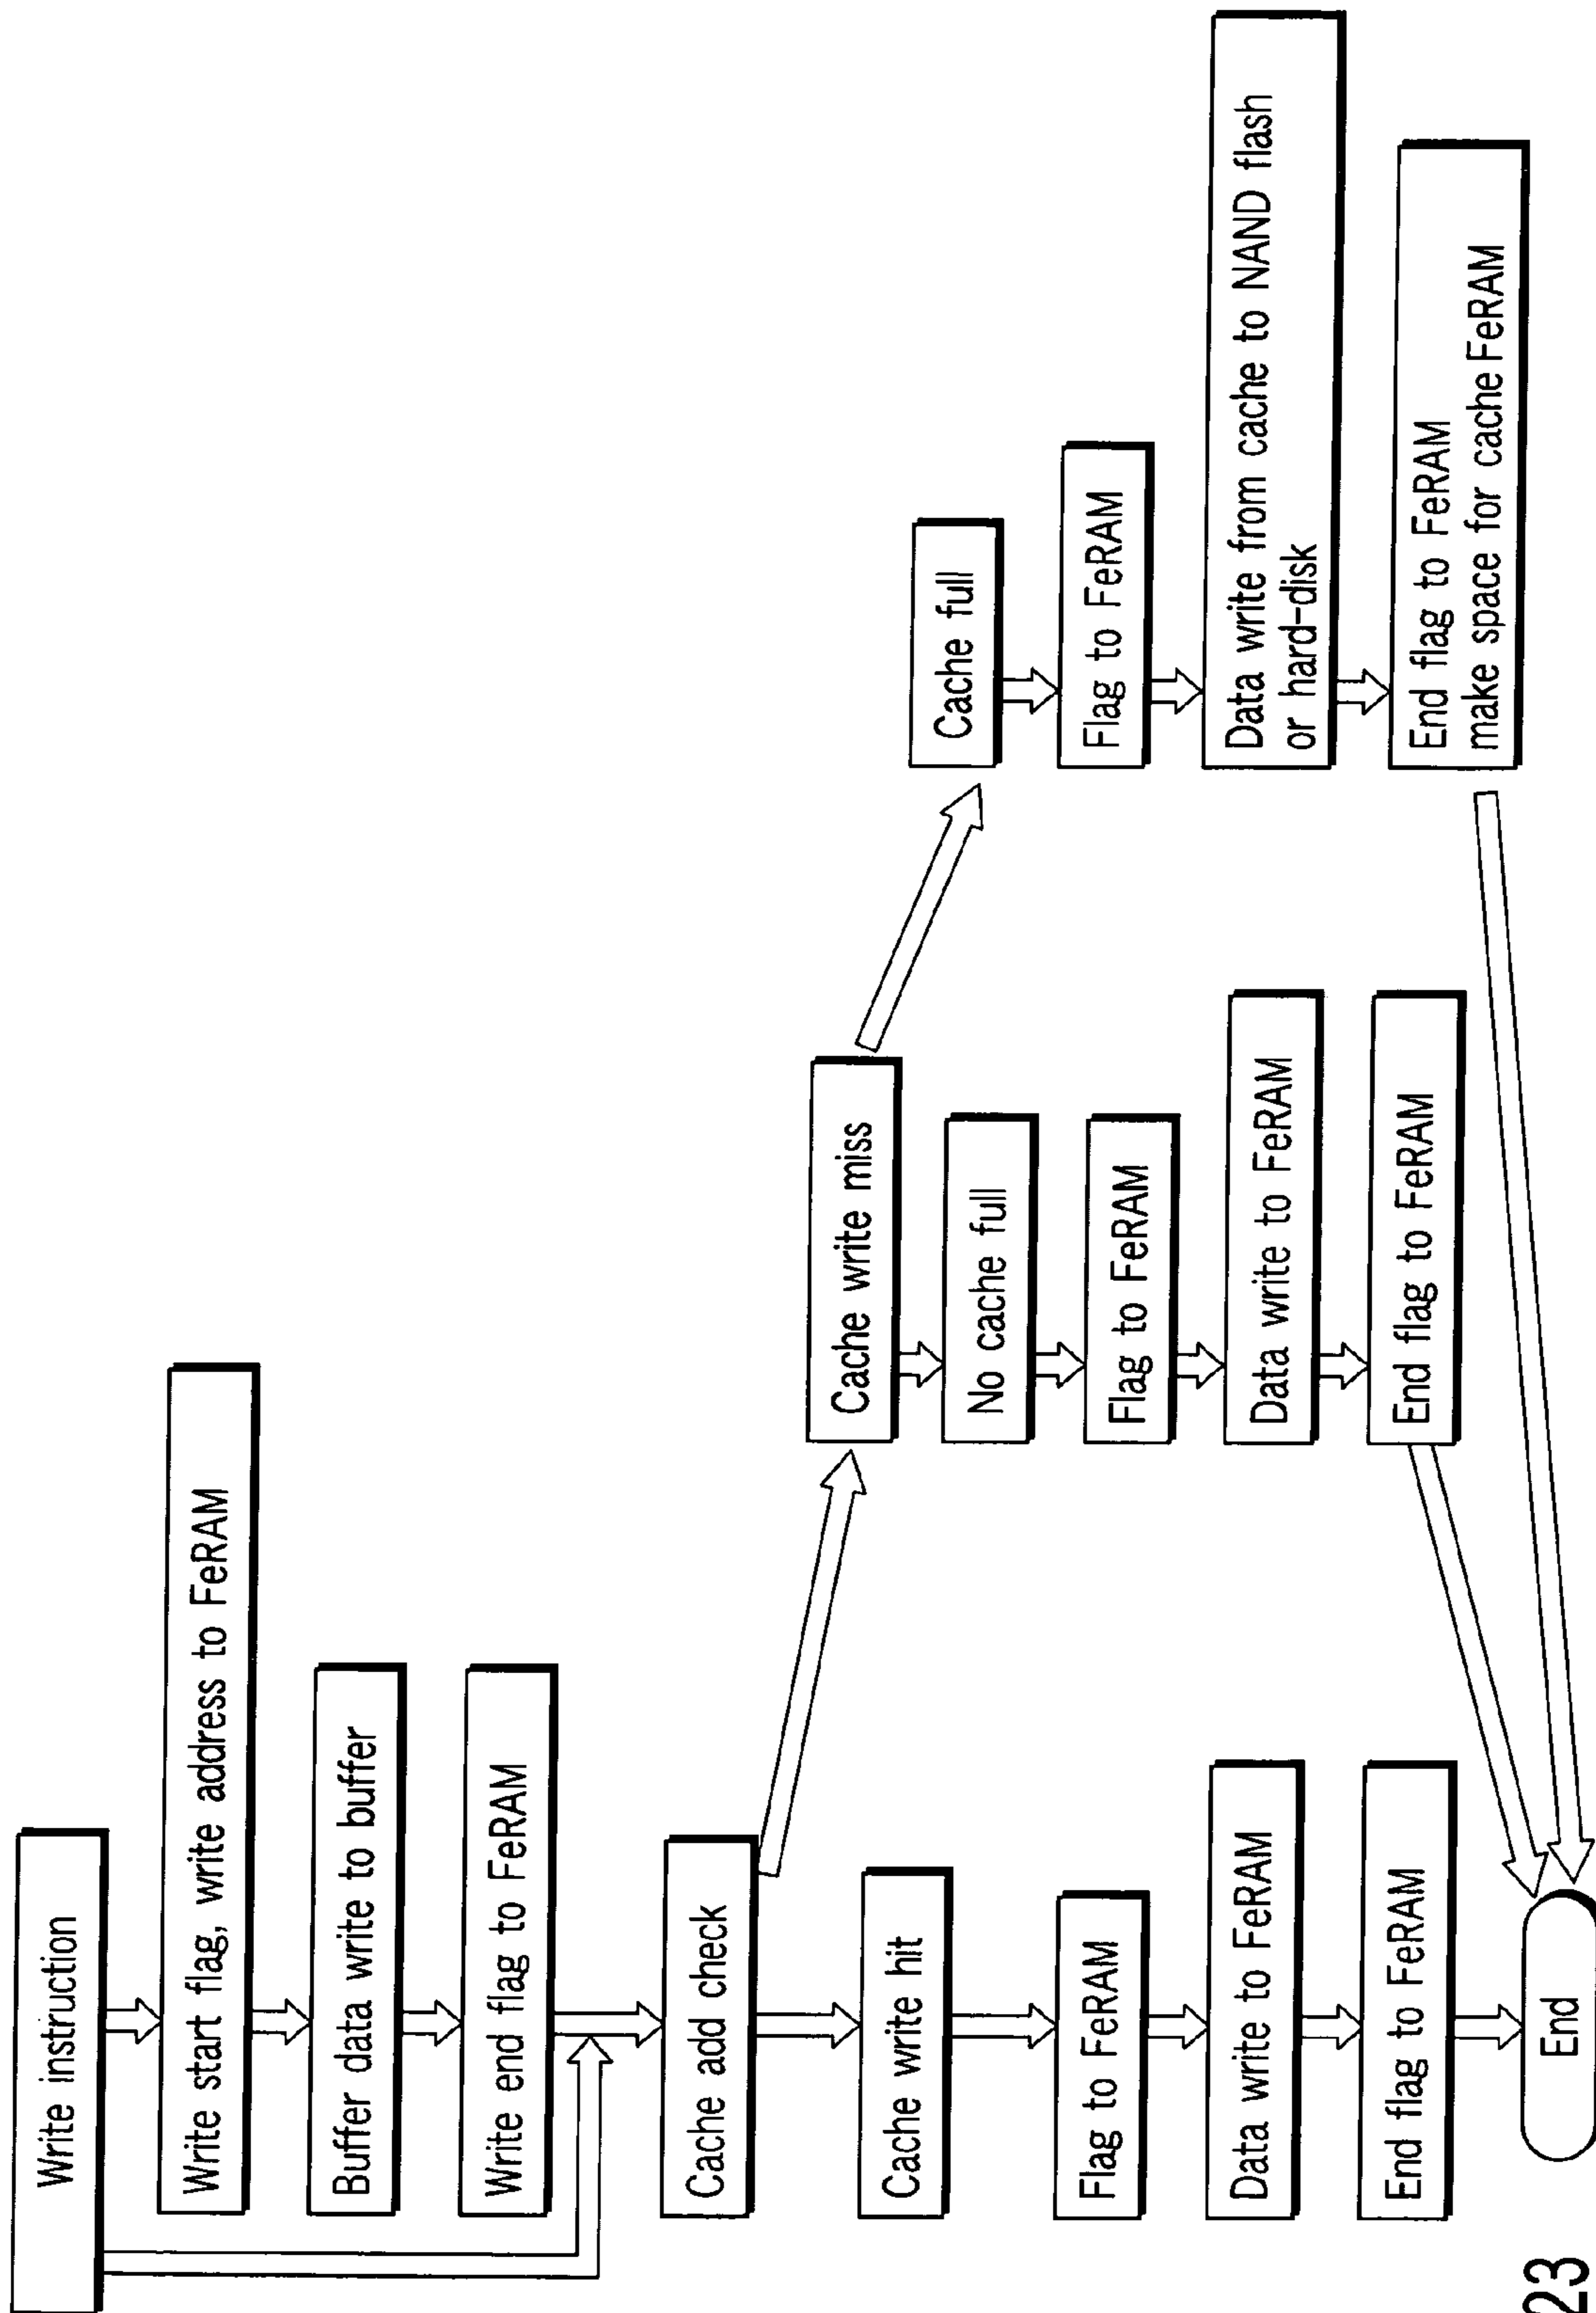 Write instruction
Write start flag, write address to FeRAM
Buffer data write to buffer
Write end flag to FeRAM
Cache add check
Cache write hit
Flag to FeRAM
Data write to FeRAM
End flag to FeRAM
End
Cache write miss
No cache full
Flag to FeRAM
Data write to FeRAM
End flag to FeRAM
Cache full
Flag to FeRAM
Data write from cache to NAND flash
or hard-disk
End flag to FeRAM
make space for cache FeRAM
23